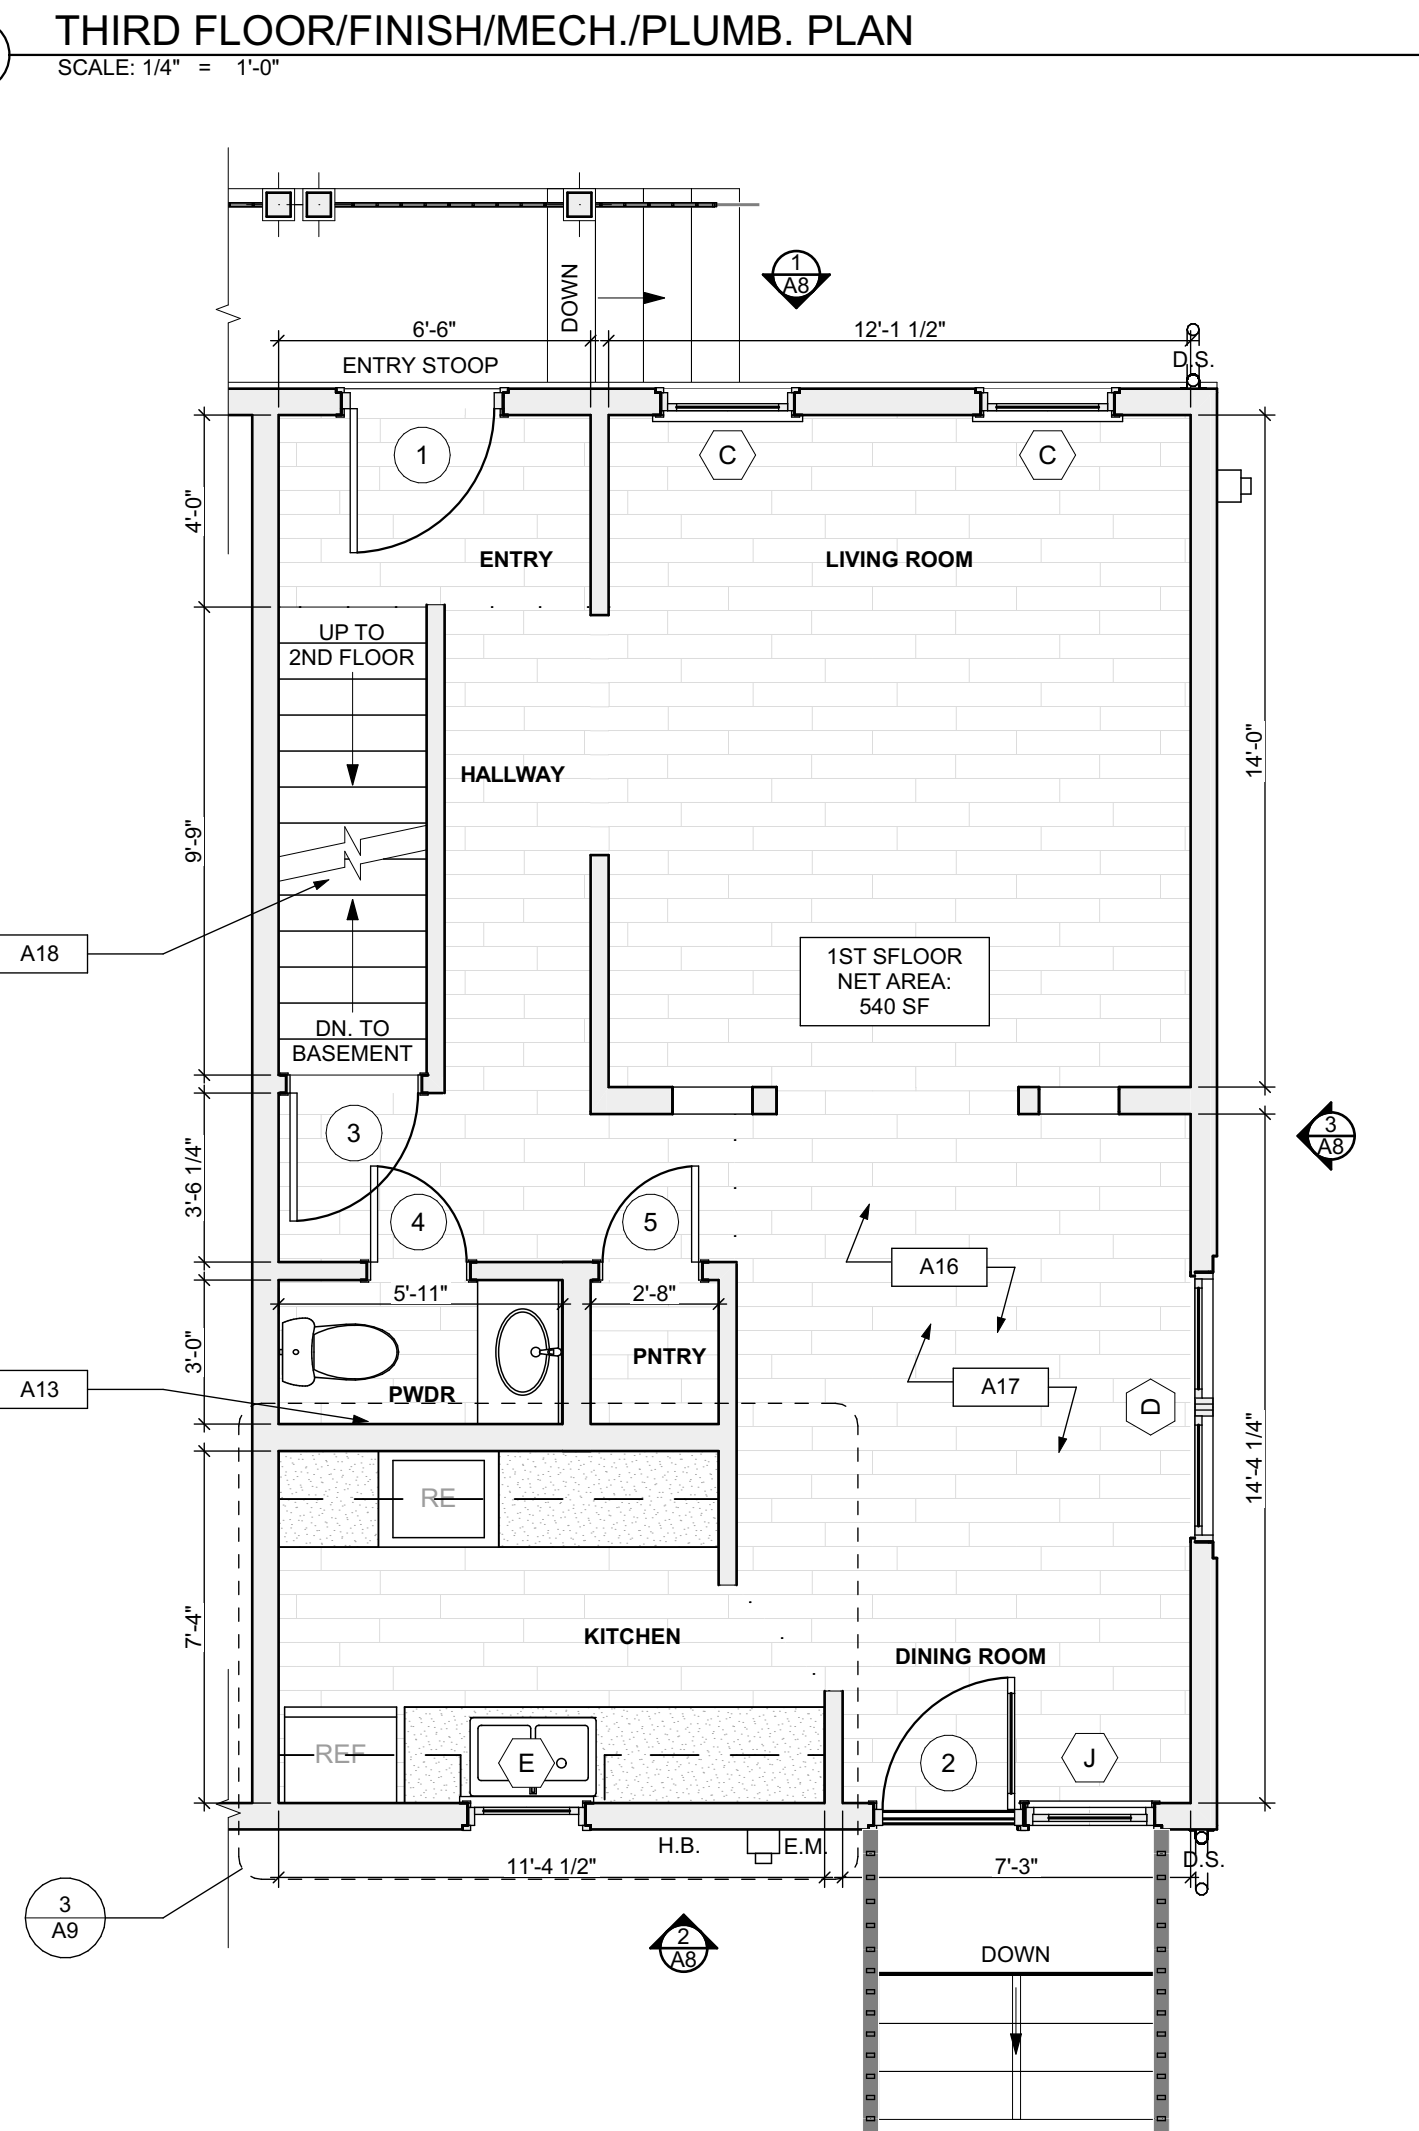 THIRD FLOOR/FINISH/MECH./PLUMB. PLAN
SCALE: 1/4" = 1'-0"
DOWN
1
A8
6'-6"
12'-1 1/2"
D.S.
ENTRY STOOP
1
C
C
4'-0"
ENTRY
LIVING ROOM
UP TO
2ND FLOOR
HALLWAY
14'-0"
9'-9"
A18
1ST SFLOOR
NET AREA:
540 SF
DN. TO
BASEMENT
3
3
A8
3'-6 1/4"
4
5
A16
5'-11"
2'-8"
3'-0"
PNTRY
A13
PWDR
A17
D
14'-4 1/4"
RE
7'-4"
KITCHEN
DINING ROOM
REF
E
2
J
H.B.
E.M.
11'-4 1/2"
7'-3"
D.S.
3
A9
2
A8
DOWN